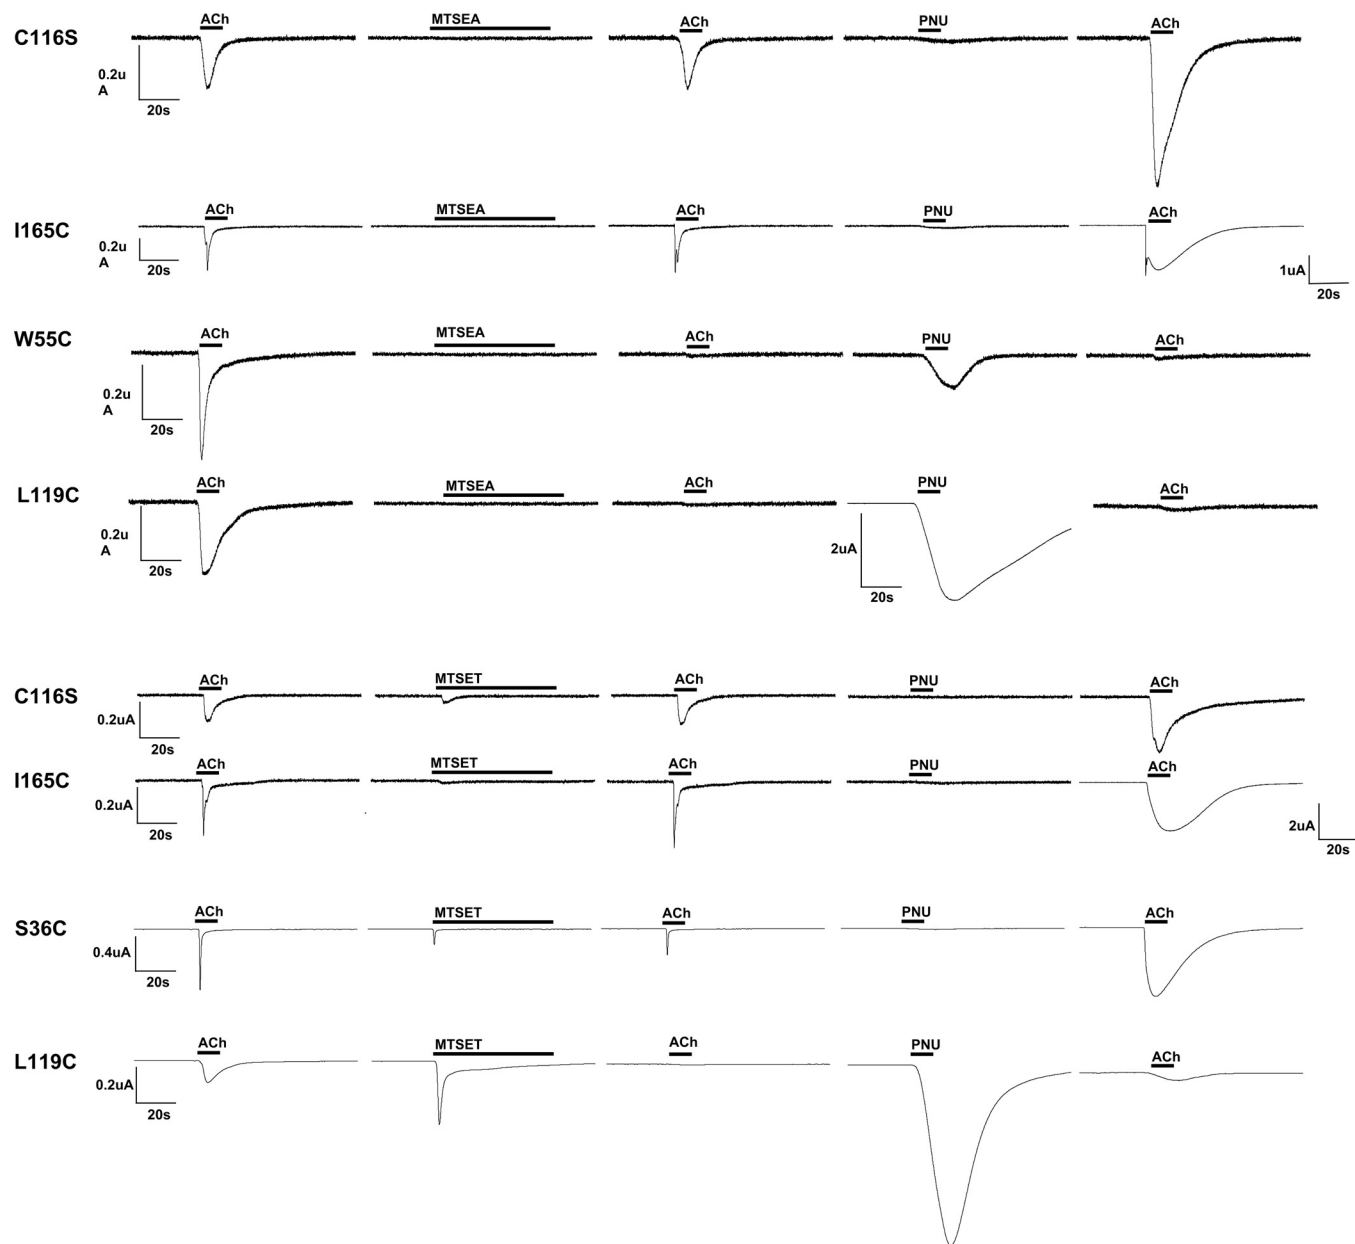 ACh MTSEA ACh PNU ACh
C116S
0.2u
A
20s
ACh MTSEA ACh PNU ACh
I165C
0.2u
A
20s
1uA
20s
ACh MTSEA ACh PNU ACh
W55C
0.2u
A
20s
ACh MTSEA ACh PNU ACh
L119C
0.2u
A
20s
2uA
20s
ACh MTSET ACh PNU ACh
C116S
0.2uA
20s
ACh MTSET ACh PNU ACh
I165C
0.2uA
20s
2uA
20s
ACh MTSET ACh PNU ACh
S36C
0.4uA
20s
ACh MTSET ACh PNU ACh
L119C
0.2uA
20s